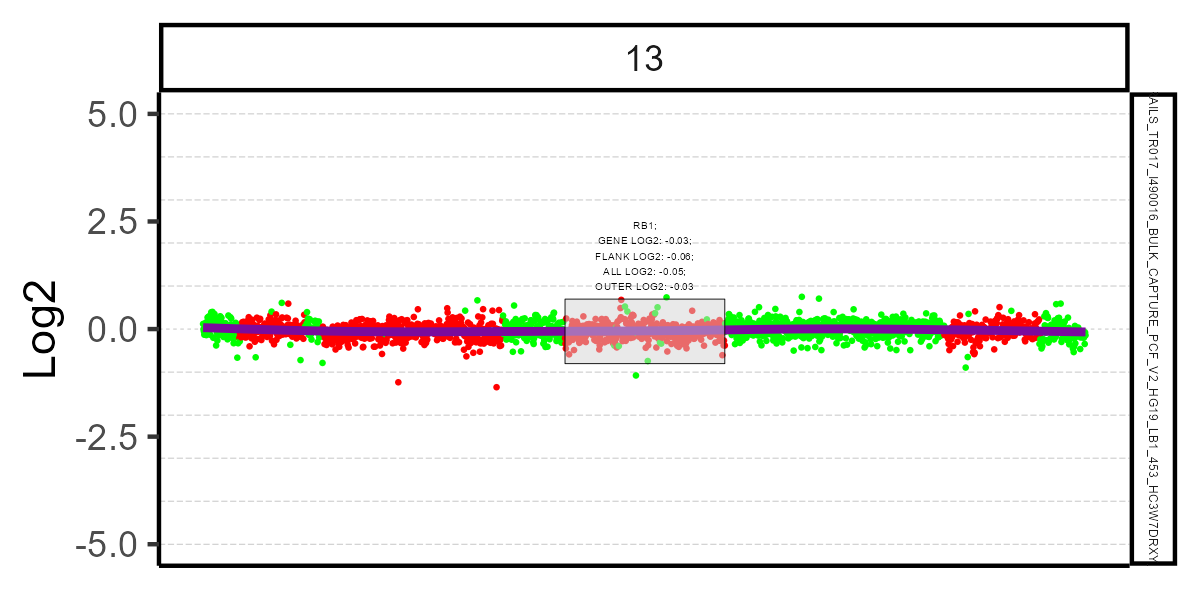 13
5.0
2.5
0.0
-2.5
-5.0
Log2
RB1;
GENE LOG2: -0.03;
FLANK LOG2: -0.06;
ALL LOG2: -0.05;
OUTER LOG2: -0.03
AILS_TR017_I490016_BULK_CAPTURE_PCF_V2_HG19_LB1_453_HC3W7DRXY